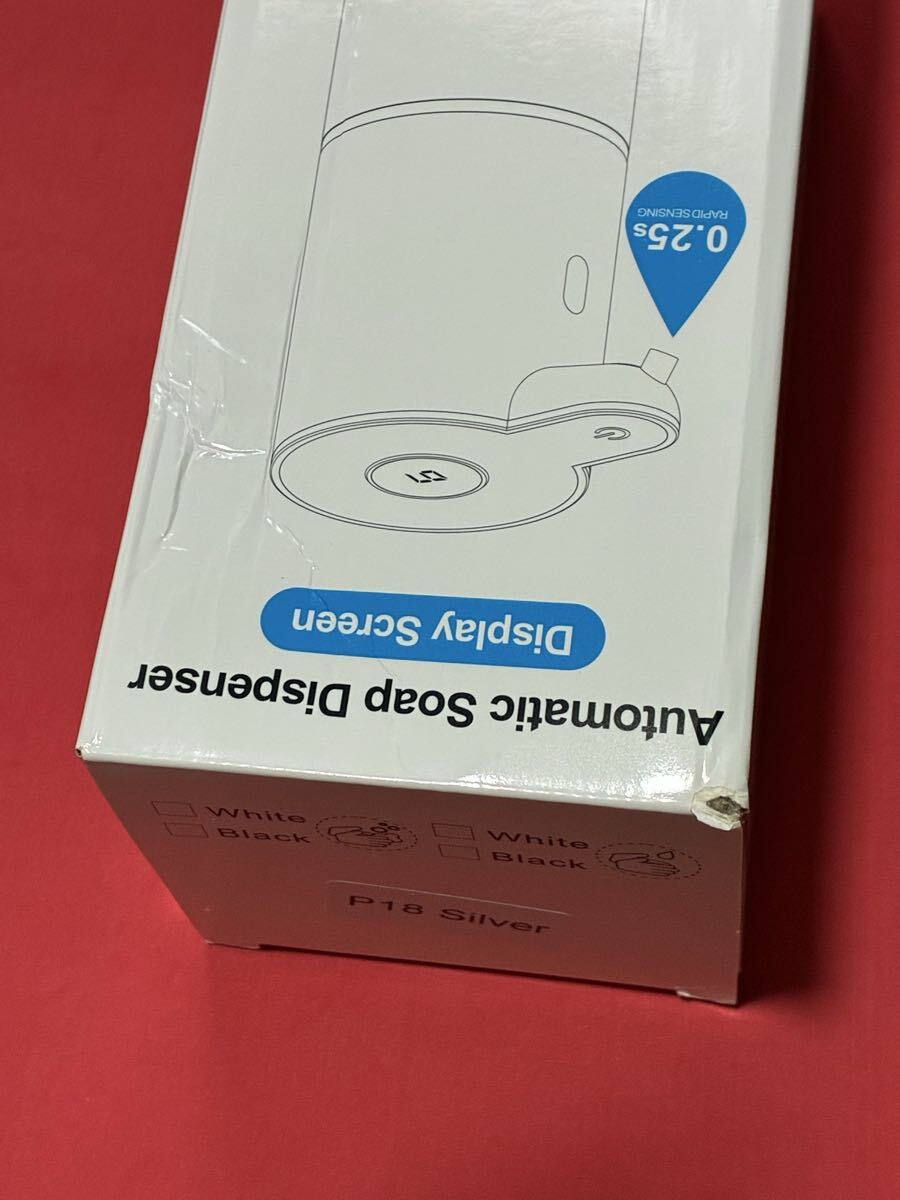 Automatic Soap Dispenser
Display Screen
0.25s
RAPID SENSING
White
Black
White
Black
P18 Silver